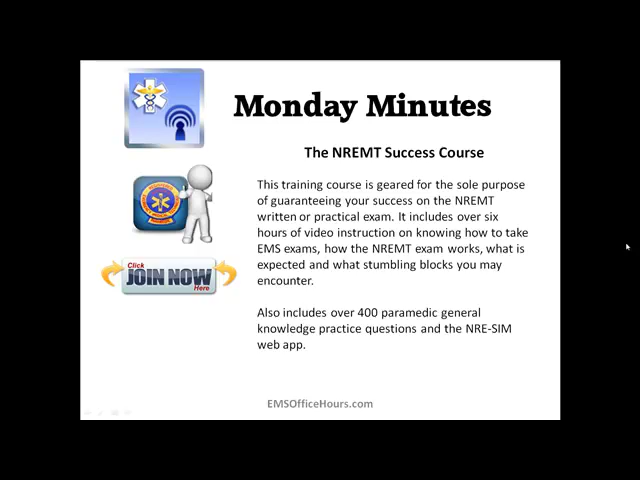 Monday Minutes
The NREMT Success Course
This training course is geared for the sole purpose
of guaranteeing your success on the NREMT
written or practical exam. It includes over six
hours of video instruction on knowing how to take
EMS exams, how the NREMT exam works, what is
expected and what stumbling blocks you may
encounter.
Also includes over 400 paramedic general
knowledge practice questions and the NRE-SIM
web app.
Click
JOIN NOW
Here
EMSOfficeHours.com